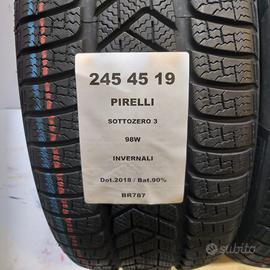 245 45 19
PIRELLI
SOTTOZERO 3
98W
INVERNALI
Dot.2018 / Bat.90%
BR787
subito